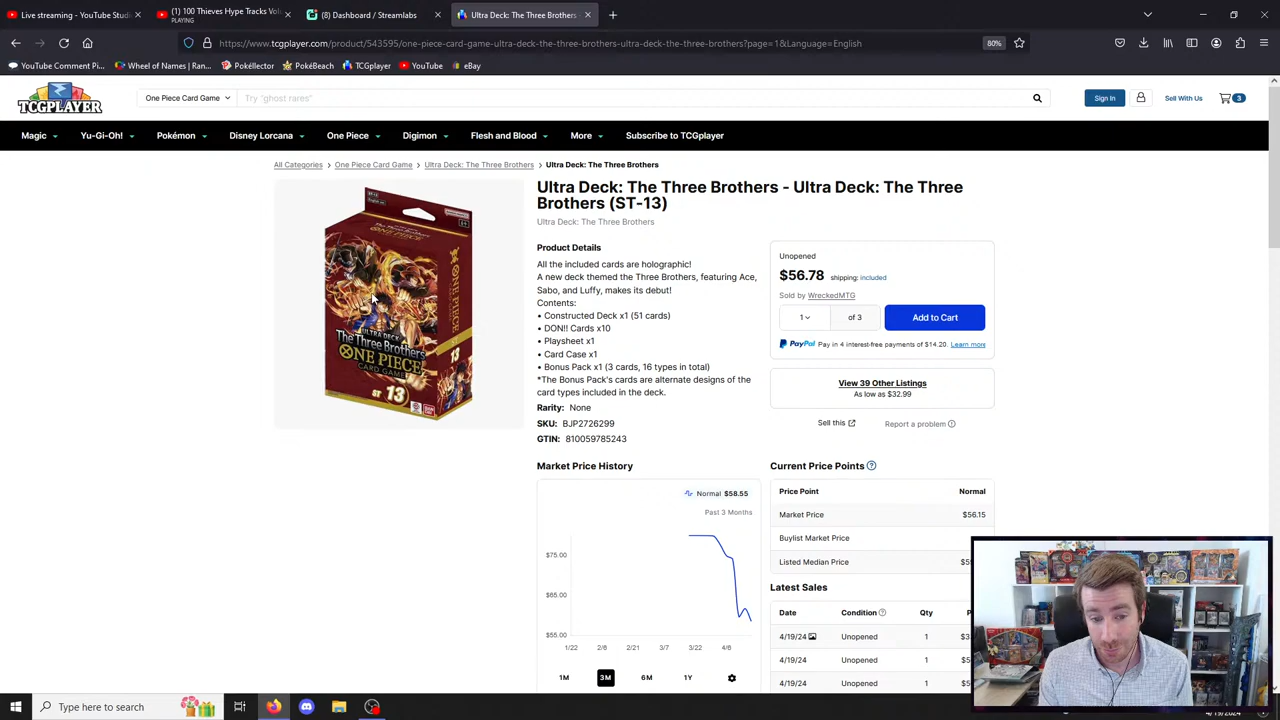 Live streaming - YouTube Stud
(1) 100 Thieves Hype Tracks Vol
PLAYING
(8) Dashboard / Streamlabs
Ultra Deck: The Three Brothers
https://www.tcgplayer.com/product/543595/one-piece-card-game-ultra-deck-the-three-brothers-ultra-deck-the-three-brothers?page=1&Language=English
80%
YouTube Comment Pi...
Wheel of Names | Ran...
Pokéllector
PokéBeach
TCGplayer
YouTube
eBay
TCGPLAYER
One Piece Card Game
Try "ghost rares"
Sign In
Sell With Us
3
Magic
Yu-Gi-Oh!
Pokémon
Disney Lorcana
One Piece
Digimon
Flesh and Blood
More
Subscribe to TCGplayer
All Categories > One Piece Card Game > Ultra Deck: The Three Brothers > Ultra Deck: The Three Brothers
ULTRA DECK
The Three Brothers
ONE PIECE
CARD GAME
ST 13
13
Ultra Deck: The Three Brothers - Ultra Deck: The Three
Brothers (ST-13)
Ultra Deck: The Three Brothers
Product Details
All the included cards are holographic!
A new deck themed the Three Brothers, featuring Ace,
Sabo, and Luffy, makes its debut!
Contents:
• Constructed Deck x1 (51 cards)
• DON!! Cards x10
• Playsheet x1
• Card Case x1
• Bonus Pack x1 (3 cards, 16 types in total)
*The Bonus Pack's cards are alternate designs of the
card types included in the deck.
Rarity: None
SKU: BJP2726299
GTIN: 810059785243
Unopened
$56.78 shipping: included
Sold by WreckedMTG
1
of 3
Add to Cart
PayPal Pay in 4 interest-free payments of $14.20. Learn more
View 39 Other Listings
As low as $32.99
Sell this
Report a problem
Market Price History
Normal $58.55
Past 3 Months
$75.00
$65.00
$55.00
1/22 2/6 2/21 3/7 3/22 4/6
1M 3M 6M 1Y
Current Price Points
Price Point Normal
Market Price $56.15
Buylist Market Price
Listed Median Price
Latest Sales
Date Condition Qty
4/19/24 Unopened 1
4/19/24 Unopened 1
4/19/24 Unopened 1
Type here to search
4/19/2024